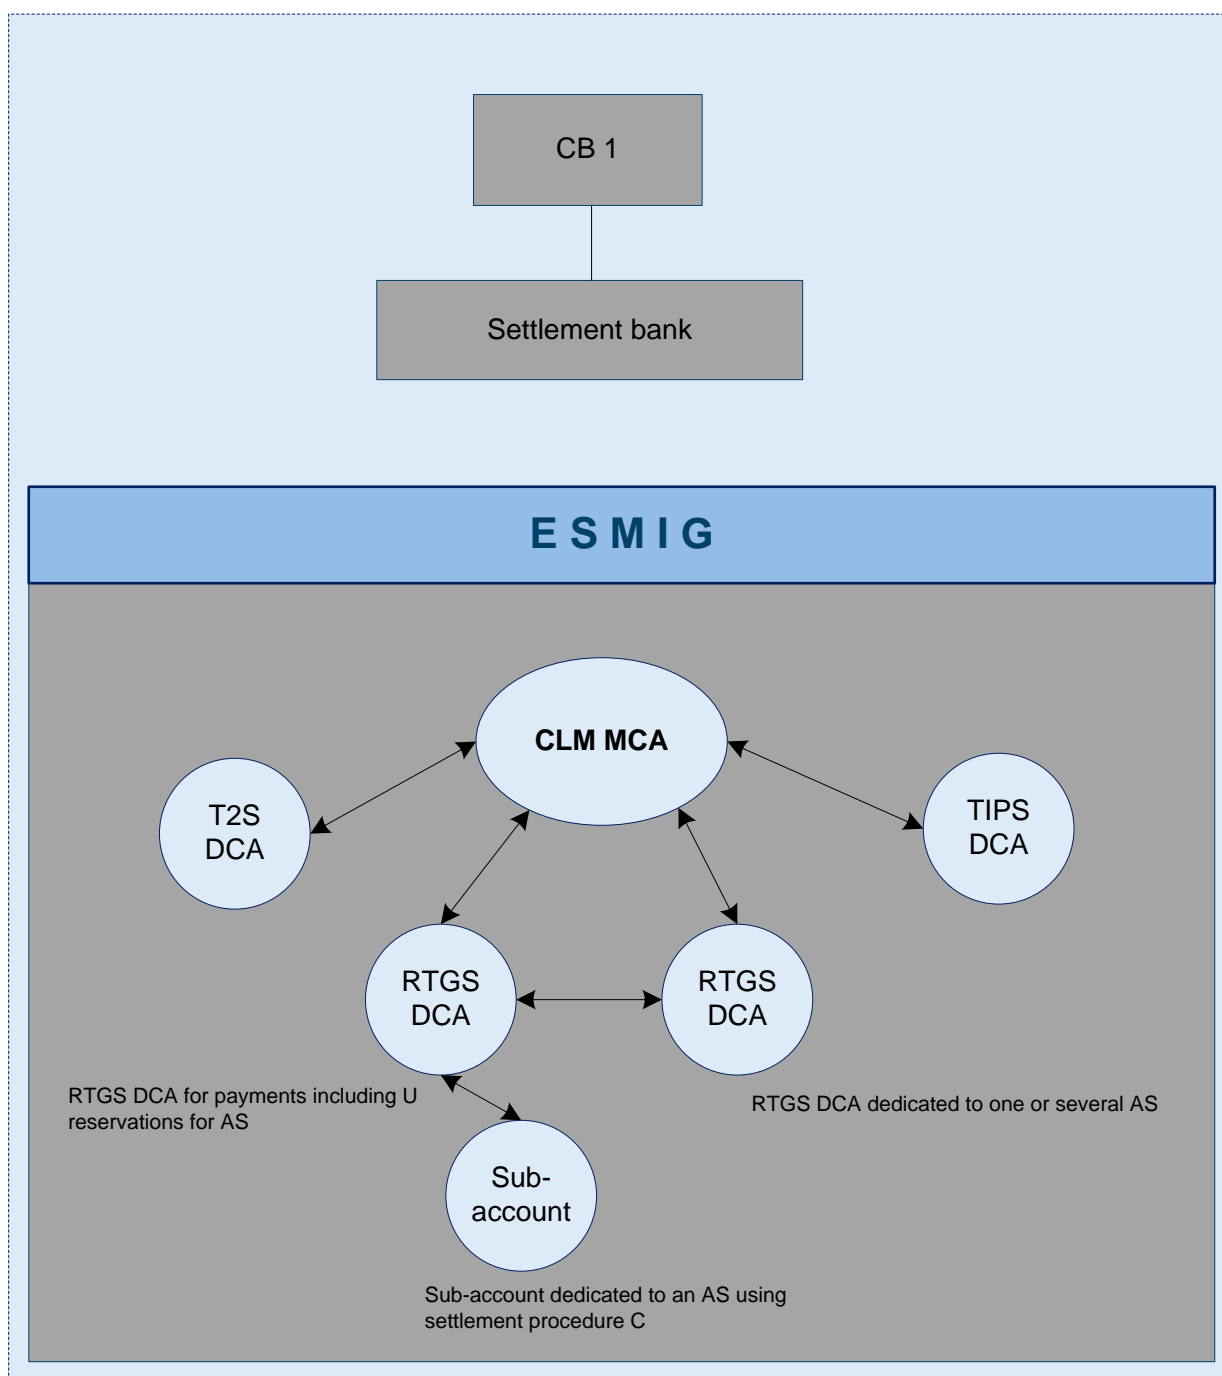 CB 1
Settlement bank
E S M I G
CLM MCA
T2S
DCA
TIPS
DCA
RTGS
DCA
RTGS
DCA
RTGS DCA for payments including U
reservations for AS
RTGS DCA dedicated to one or several AS
Sub-
account
Sub-account dedicated to an AS using
settlement procedure C